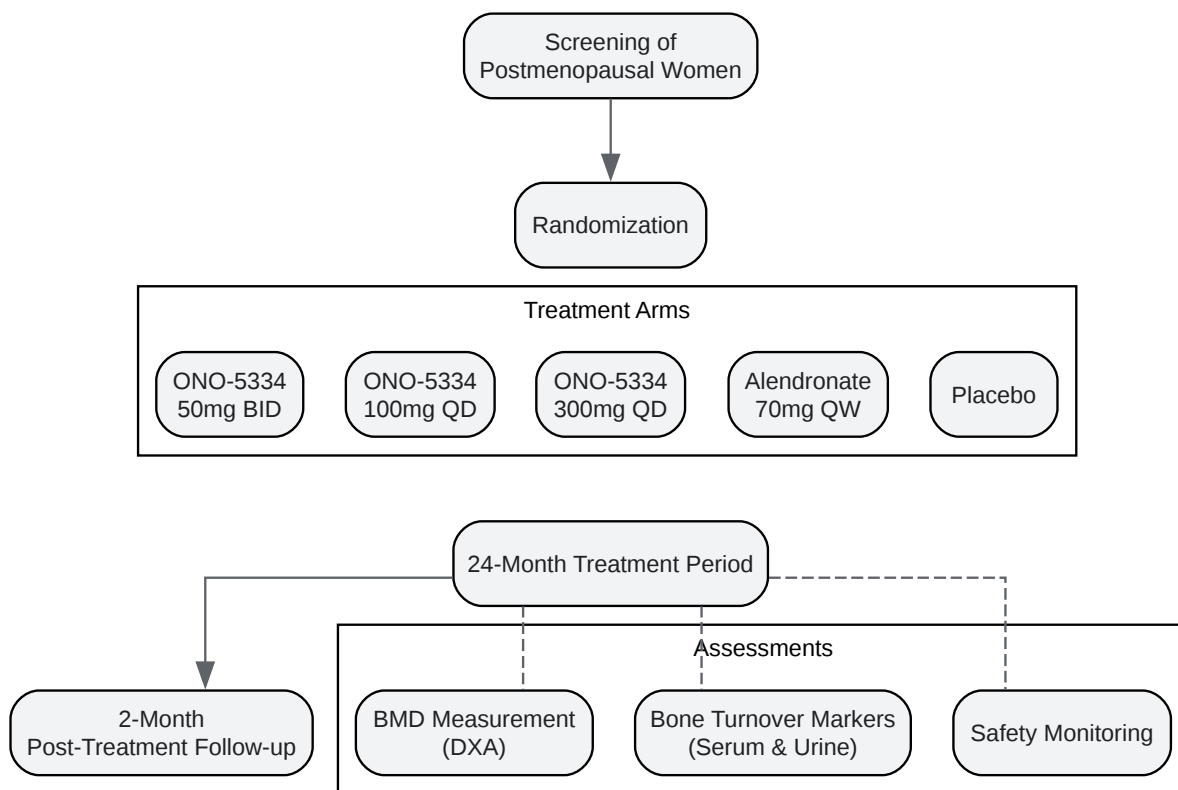 Screening of
Postmenopausal Women
Randomization
Treatment Arms
ONO-5334
50mg BID
ONO-5334
100mg QD
ONO-5334
300mg QD
Alendronate
70mg QW
Placebo
24-Month Treatment Period
Assessments
2-Month
Post-Treatment Follow-up
BMD Measurement
(DXA)
Bone Turnover Markers
(Serum & Urine)
Safety Monitoring